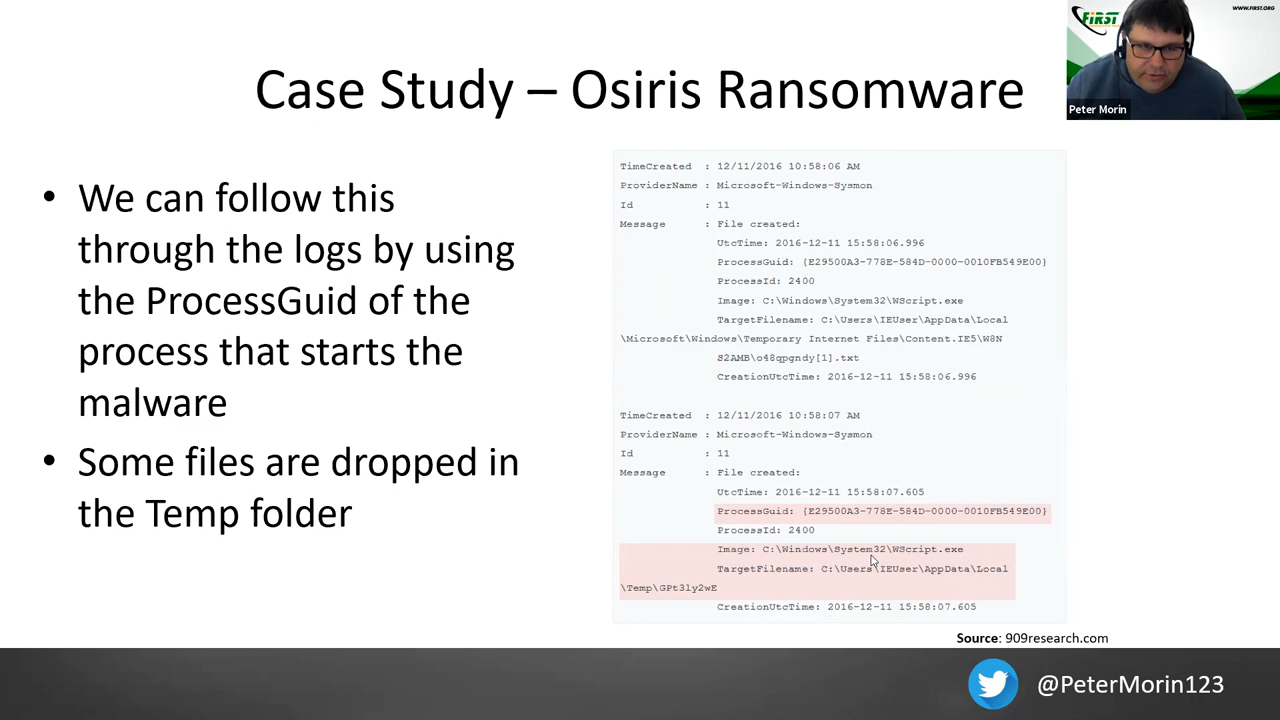 FIRST
WWW.FIRST.ORG
Peter Morin
Case Study – Osiris Ransomware
• We can follow this
through the logs by using
the ProcessGuid of the
process that starts the
malware
• Some files are dropped in
the Temp folder
TimeCreated : 12/11/2016 10:58:06 AM
ProviderName : Microsoft-Windows-Sysmon
Id : 11
Message : File created:
UtcTime: 2016-12-11 15:58:06.996
ProcessGuid: {E29500A3-778E-584D-0000-0010FB549E00}
ProcessId: 2400
Image: C:\Windows\System32\WScript.exe
TargetFilename: C:\Users\IEUser\AppData\Local
\Microsoft\Windows\Temporary Internet Files\Content.IE5\W8N
S2AMB\o48qpgndy[1].txt
CreationUtcTime: 2016-12-11 15:58:06.996
TimeCreated : 12/11/2016 10:58:07 AM
ProviderName : Microsoft-Windows-Sysmon
Id : 11
Message : File created:
UtcTime: 2016-12-11 15:58:07.605
ProcessGuid: {E29500A3-778E-584D-0000-0010FB549E00}
ProcessId: 2400
Image: C:\Windows\System32\WScript.exe
TargetFilename: C:\Users\IEUser\AppData\Local
\Temp\GPt3ly2wE
CreationUtcTime: 2016-12-11 15:58:07.605
Source: 909research.com
@PeterMorin123